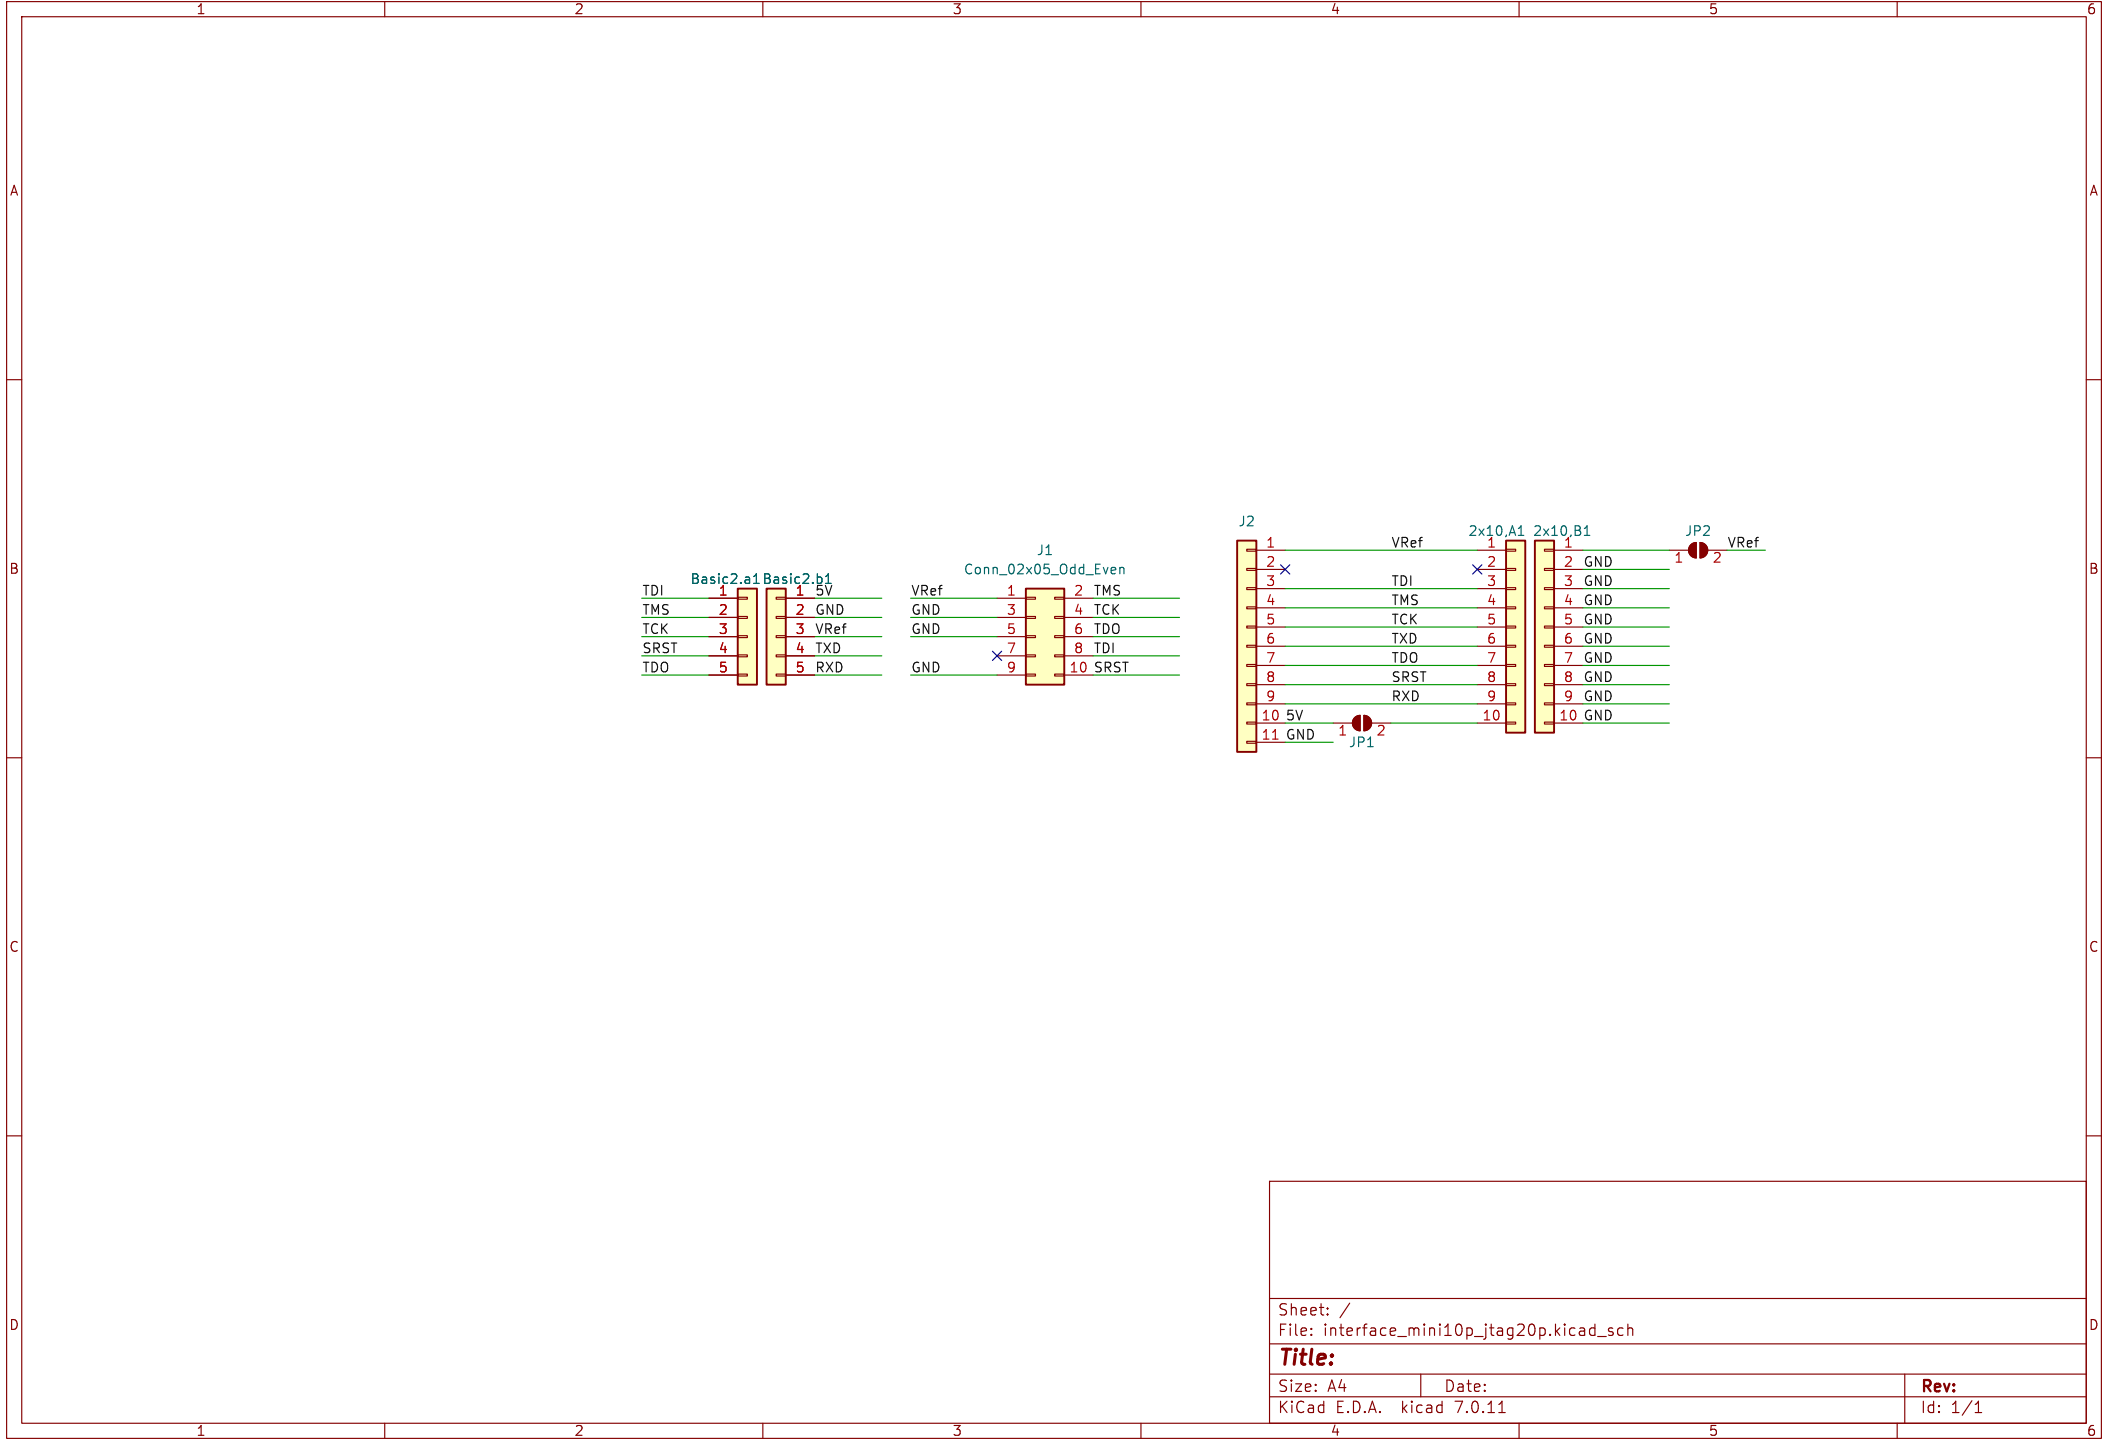 1 2 3 4 5 6
A A
B B
C C
D D
Basic2.a1 Basic2.b1
TDI 1 1 5V
TMS 2 2 GND
TCK 3 3 VRef
SRST 4 4 TXD
TDO 5 5 RXD
J1
Conn_02x05_Odd_Even
VRef 1 2 TMS
GND 3 4 TCK
GND 5 6 TDO
7 8 TDI
GND 9 10 SRST
J2 2x10,A1 2x10,B1 JP2
1 VRef 1 1 1 2 VRef
2 2 2 GND
3 TDI 3 3 GND
4 TMS 4 4 GND
5 TCK 5 5 GND
6 TXD 6 6 GND
7 TDO 7 7 GND
8 SRST 8 8 GND
9 RXD 9 9 GND
10 5V 1 2 10 10 GND
11 GND JP1
Sheet: /
File: interface_mini10p_jtag20p.kicad_sch
Title:
Size: A4 Date: Rev:
KiCad E.D.A. kicad 7.0.11 Id: 1/1
1 2 3 4 5 6